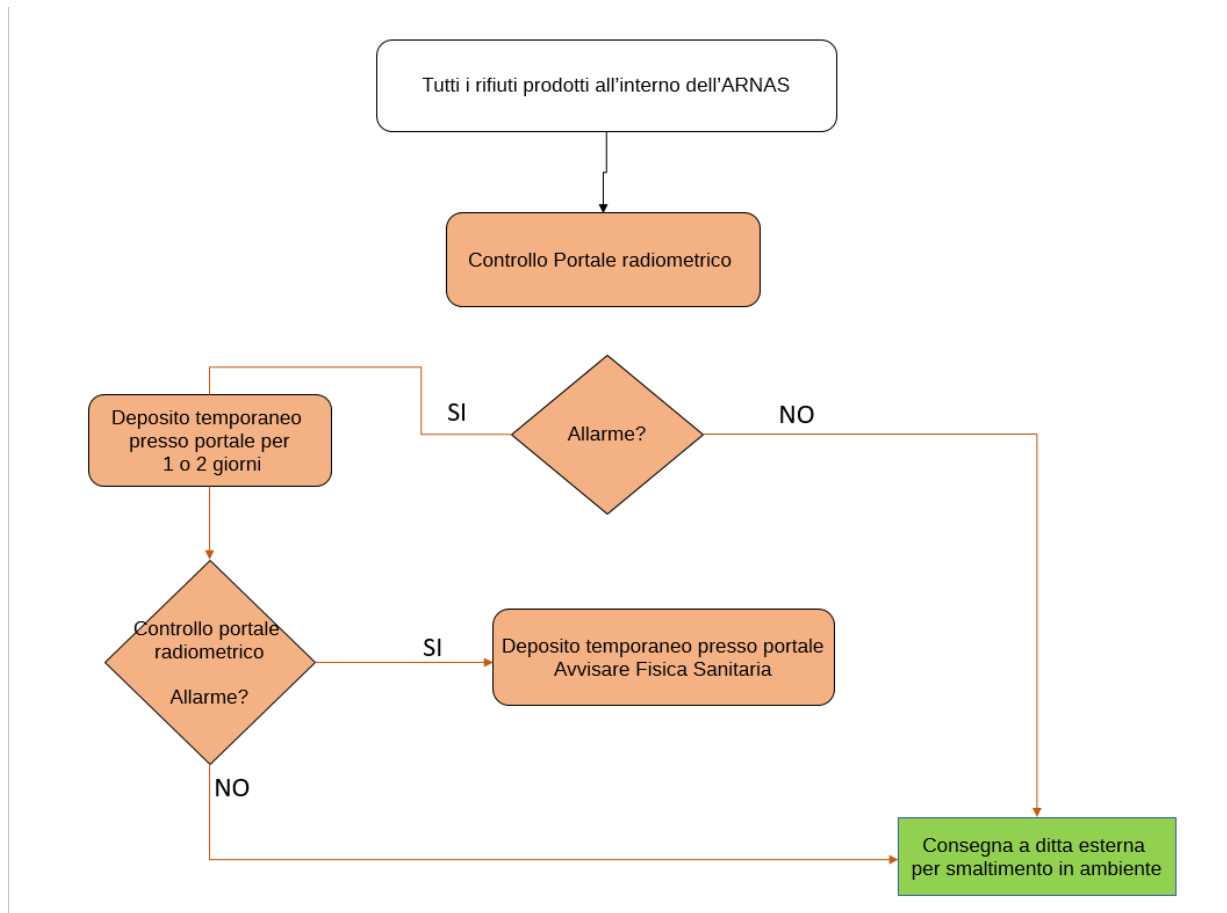 Tutti i rifiuti prodotti all'interno dell'ARNAS
Controllo Portale radiometrico
Allarme?
SI
NO
Deposito temporaneo
presso portale per
1 o 2 giorni
Controllo portale
radiometrico
Allarme?
SI
Deposito temporaneo presso portale
Avvisare Fisica Sanitaria
NO
Consegna a ditta esterna
per smaltimento in ambiente